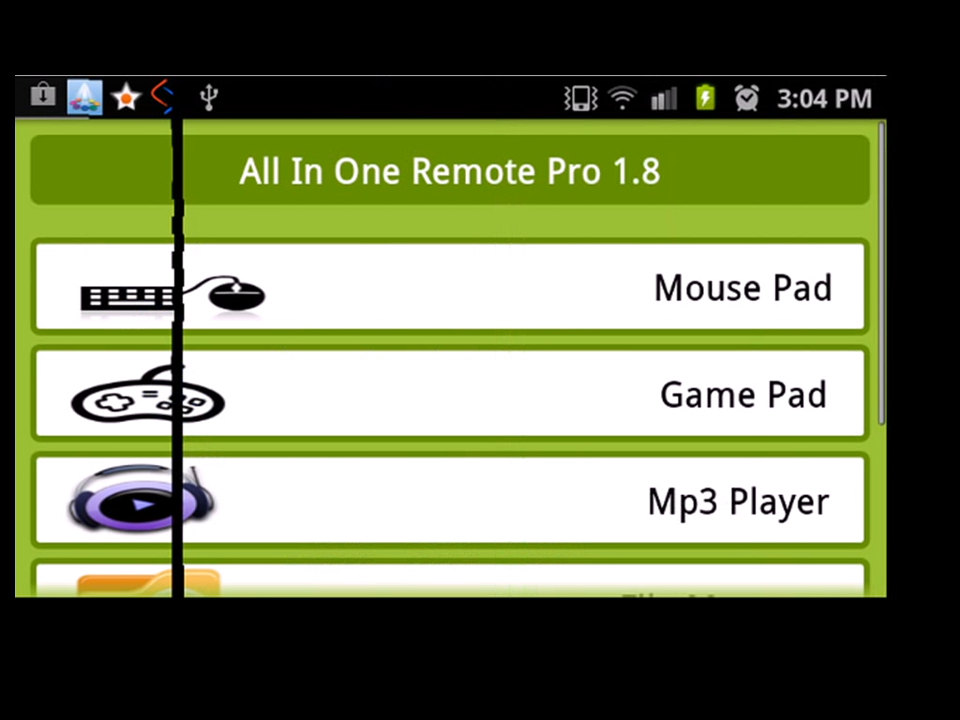 3:04 PM
All In One Remote Pro 1.8
Mouse Pad
Game Pad
Mp3 Player